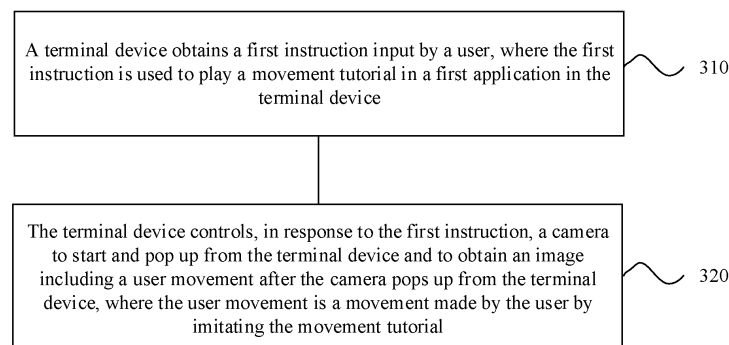 A terminal device obtains a first instruction input by a user, where the first
instruction is used to play a movement tutorial in a first application in the
terminal device
310
The terminal device controls, in response to the first instruction, a camera
to start and pop up from the terminal device and to obtain an image
including a user movement after the camera pops up from the terminal
device, where the user movement is a movement made by the user by
imitating the movement tutorial
320